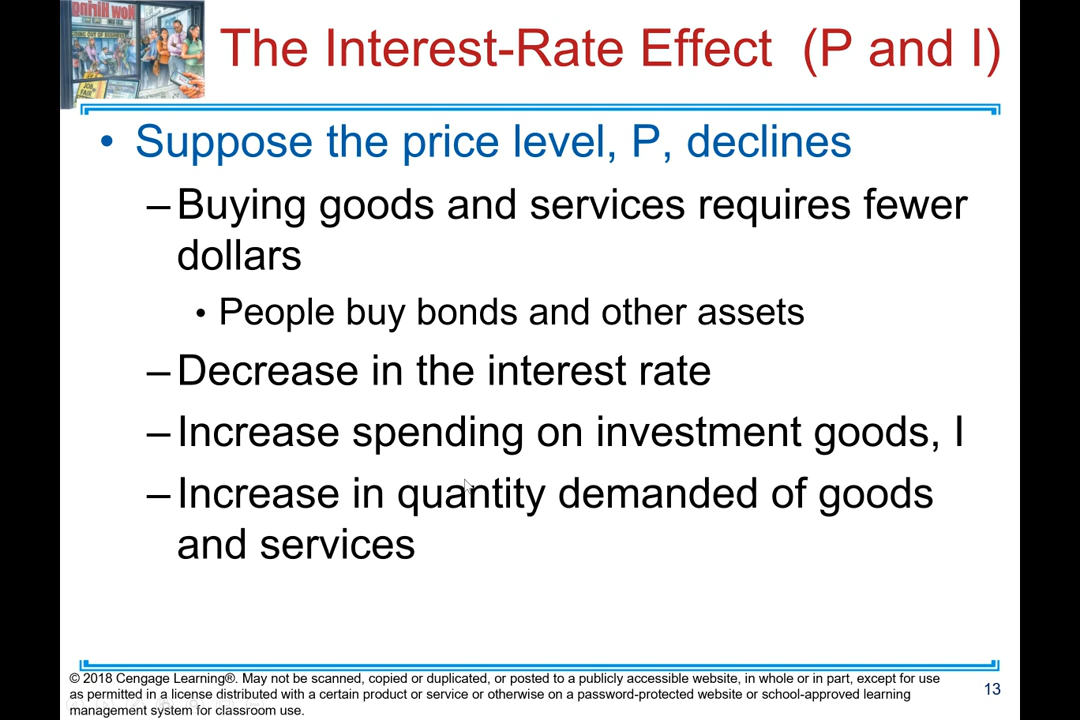 The Interest-Rate Effect (P and I)
• Suppose the price level, P, declines
– Buying goods and services requires fewer
dollars
• People buy bonds and other assets
– Decrease in the interest rate
– Increase spending on investment goods, I
– Increase in quantity demanded of goods
and services
© 2018 Cengage Learning®. May not be scanned, copied or duplicated, or posted to a publicly accessible website, in whole or in part, except for use
as permitted in a license distributed with a certain product or service or otherwise on a password-protected website or school-approved learning
management system for classroom use.
13